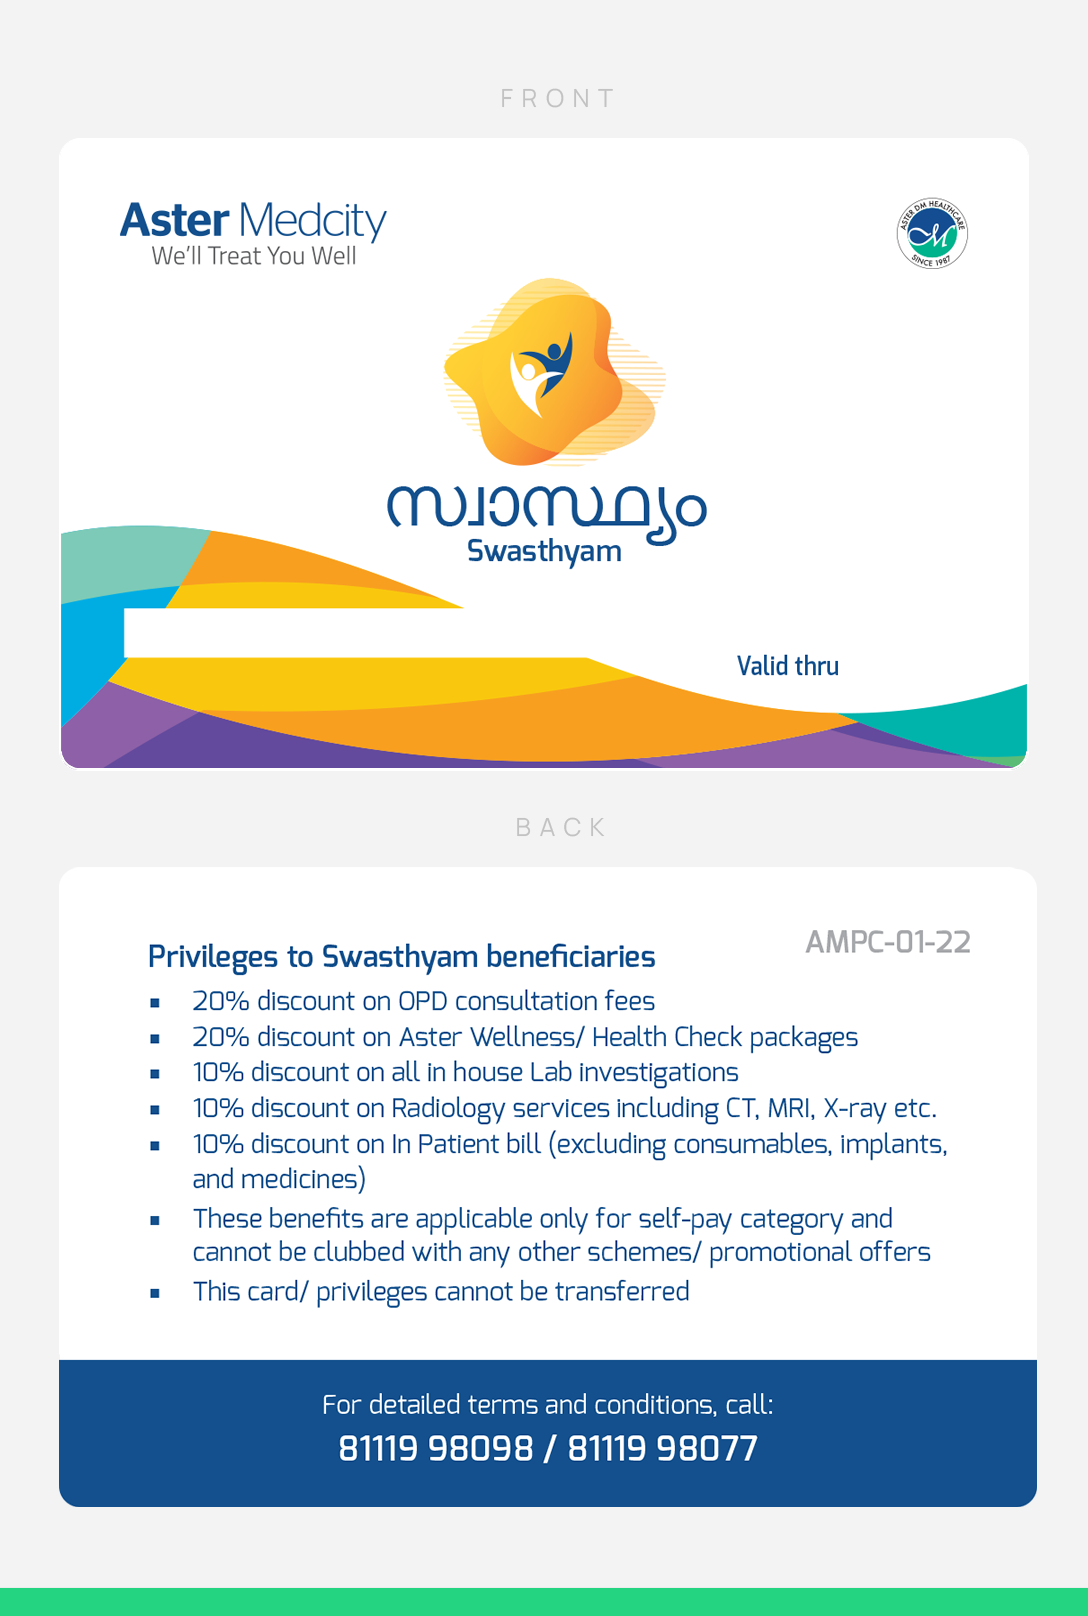 FRONT
Aster Medcity
We'll Treat You Well
ASTER DM HEALTHCARE
SINCE 1987
സ്വാസ്ഥ്യം
Swasthyam
Valid thru
BACK
AMPC-01-22
Privileges to Swasthyam beneficiaries
▪ 20% discount on OPD consultation fees
▪ 20% discount on Aster Wellness/ Health Check packages
▪ 10% discount on all in house Lab investigations
▪ 10% discount on Radiology services including CT, MRI, X-ray etc.
▪ 10% discount on In Patient bill (excluding consumables, implants,
and medicines)
▪ These benefits are applicable only for self-pay category and
cannot be clubbed with any other schemes/ promotional offers
▪ This card/ privileges cannot be transferred
For detailed terms and conditions, call:
81119 98098 / 81119 98077